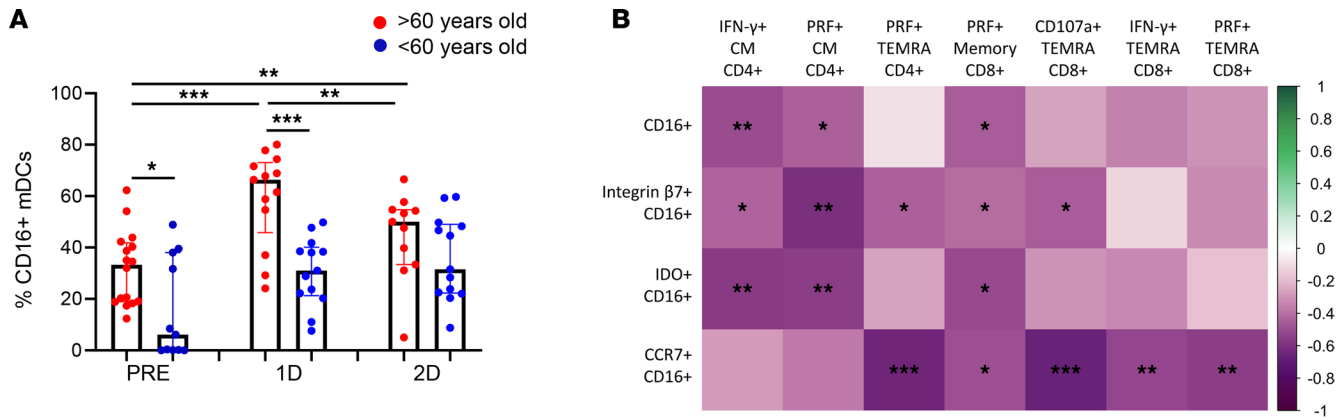 A
>60 years old
<60 years old
**
***
**
***
*
100
80
60
40
20
0
% CD16+ mDCs
PRE
1D
2D
B
IFN-γ+
CM
CD4+
PRF+
CM
CD4+
PRF+
TEMRA
CD4+
PRF+
Memory
CD8+
CD107a+
TEMRA
CD8+
IFN-γ+
TEMRA
CD8+
PRF+
TEMRA
CD8+
CD16+
** * *
Integrin β7+
CD16+
* ** * * *
IDO+
CD16+
** ** *
CCR7+
CD16+
*** * *** ** **
1
0.8
0.6
0.4
0.2
0
-0.2
-0.4
-0.6
-0.8
-1